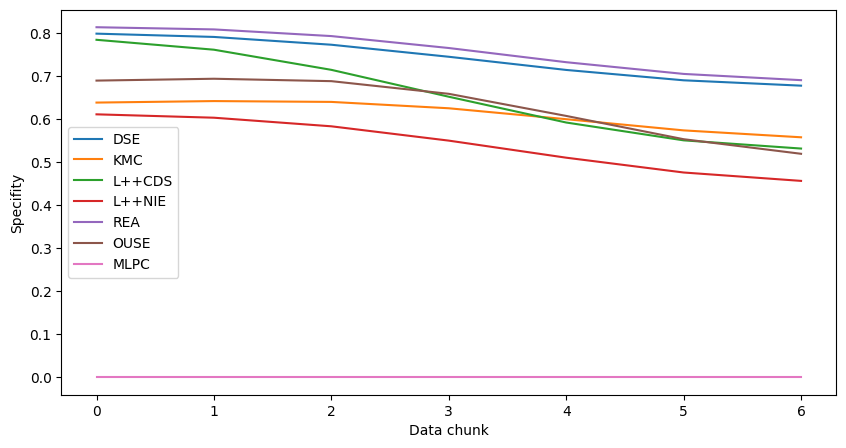 0.8
0.7
0.6
0.5
0.4
0.3
0.2
0.1
0.0
Specifity
DSE
KMC
L++CDS
L++NIE
REA
OUSE
MLPC
0 1 2 3 4 5 6
Data chunk